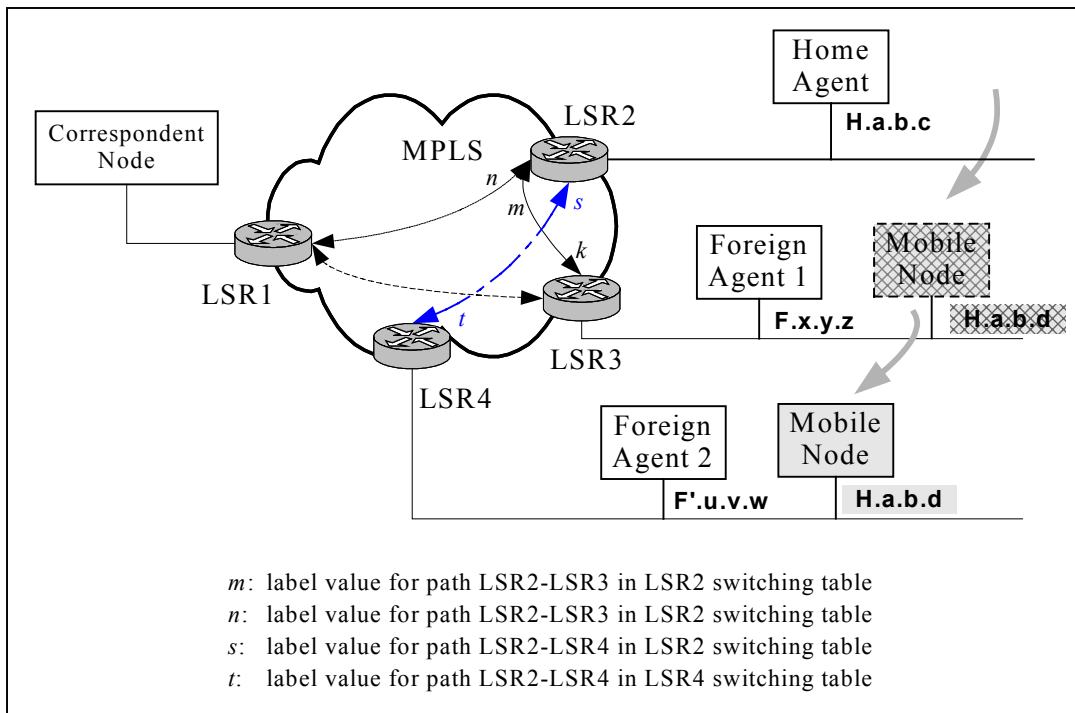 Home
Agent
H.a.b.c
LSR2
Correspondent
Node
MPLS
n
s
m
k
LSR1
Foreign
Agent 1
Mobile
Node
F.x.y.z
H.a.b.d
t
LSR3
LSR4
Foreign
Agent 2
Mobile
Node
F'.u.v.w
H.a.b.d
m: label value for path LSR2-LSR3 in LSR2 switching table
n: label value for path LSR2-LSR3 in LSR2 switching table
s: label value for path LSR2-LSR4 in LSR2 switching table
t: label value for path LSR2-LSR4 in LSR4 switching table